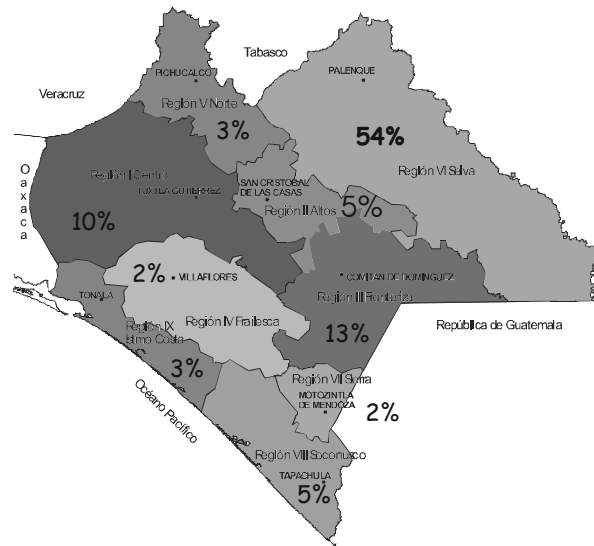 Tabasco
PICHUCALCO
PALENQUE
Veracruz
Región V Norte
3%
54%
Región VI Selva
Oaxaca
Región I Centro
TUXTLA GUTIERREZ
SAN CRISTOBAL
DE LAS CASAS
Región II Altos
5%
10%
2%
VILLAFLORES
COMITAN DE DOMINGUEZ
Región III Fronteriza
TONALA
Región IV Frailesca
13%
República de Guatemala
Región IX
Istmo Costa
3%
Región VII Sierra
MOTOZINTLA
DE MENDOZA
2%
Océano Pacífico
Región VIII Soconusco
TAPACHULA
5%